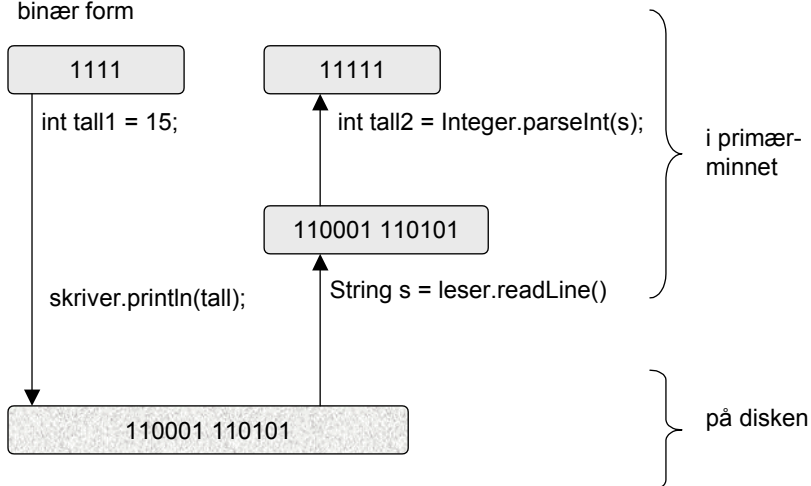 binær form
1111
11111
int tall1 = 15;
int tall2 = Integer.parseInt(s);
i primær-
minnet
110001 110101
skriver.println(tall);
String s = leser.readLine()
110001 110101
på disken